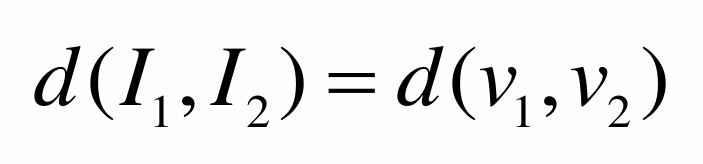 d(I₁,I₂) = d(v₁,v₂)